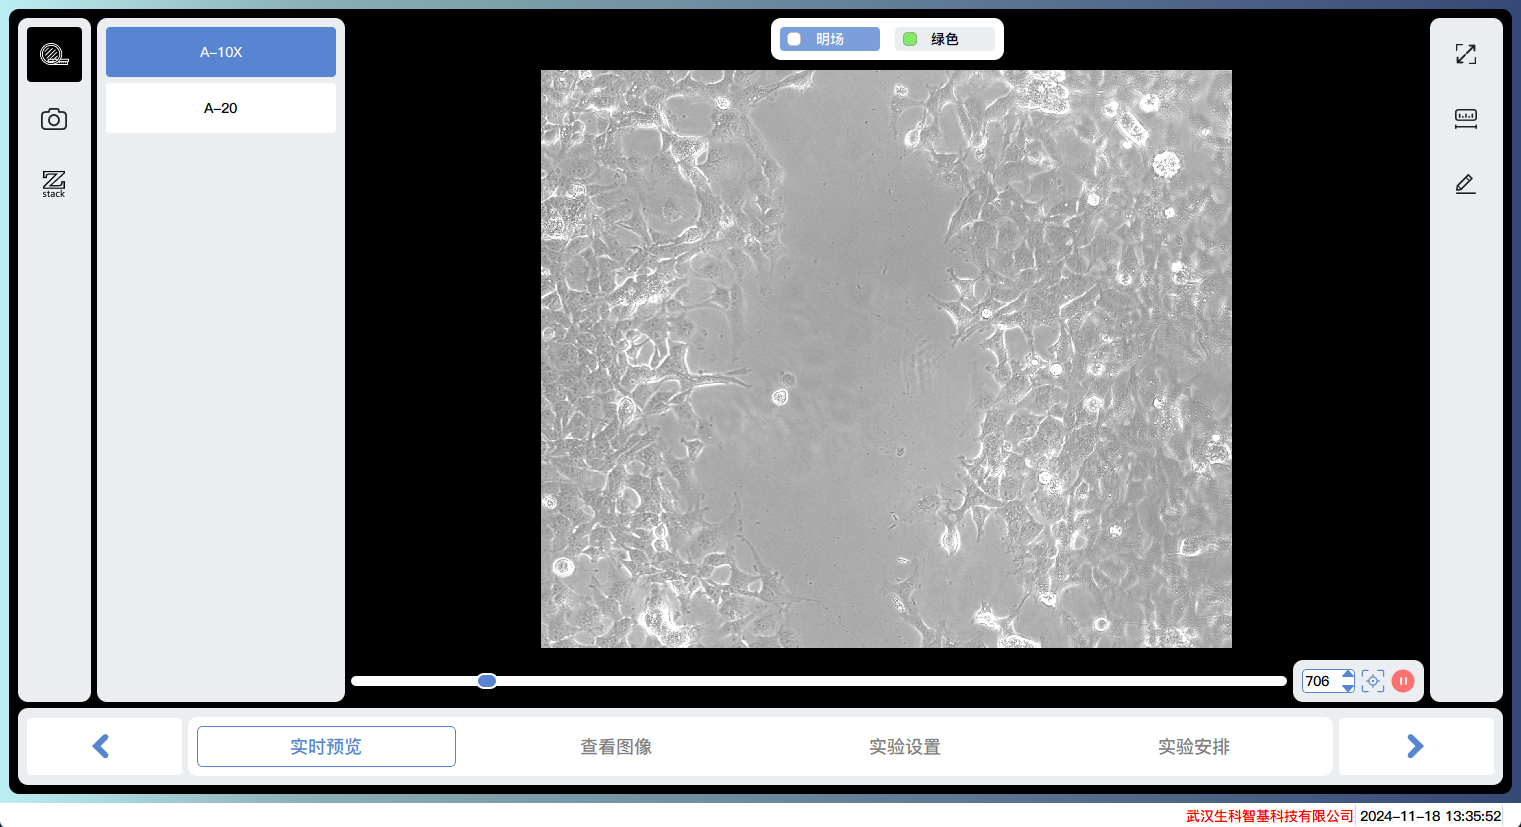 明场
绿色
A-10X
A-20
stack
706
实时预览
查看图像
实验设置
实验安排
武汉生科智基科技有限公司
2024-11-18 13:35:52